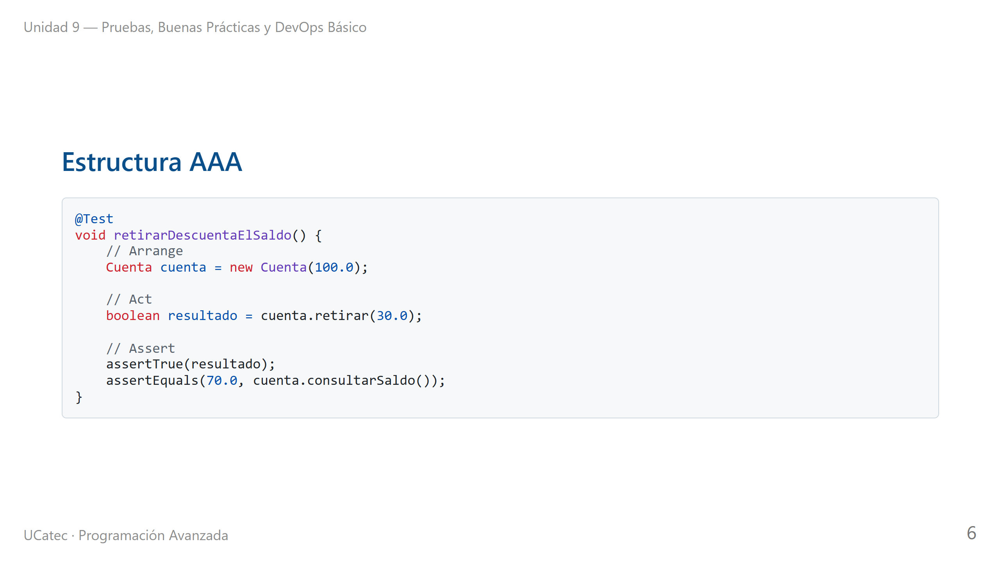 Unidad 9 — Pruebas, Buenas Prácticas y DevOps Básico
Estructura AAA
@Test
void retirarDescuentaElSaldo() {
    // Arrange
    Cuenta cuenta = new Cuenta(100.0);

    // Act
    boolean resultado = cuenta.retirar(30.0);

    // Assert
    assertTrue(resultado);
    assertEquals(70.0, cuenta.consultarSaldo());
}
UCatec · Programación Avanzada
6